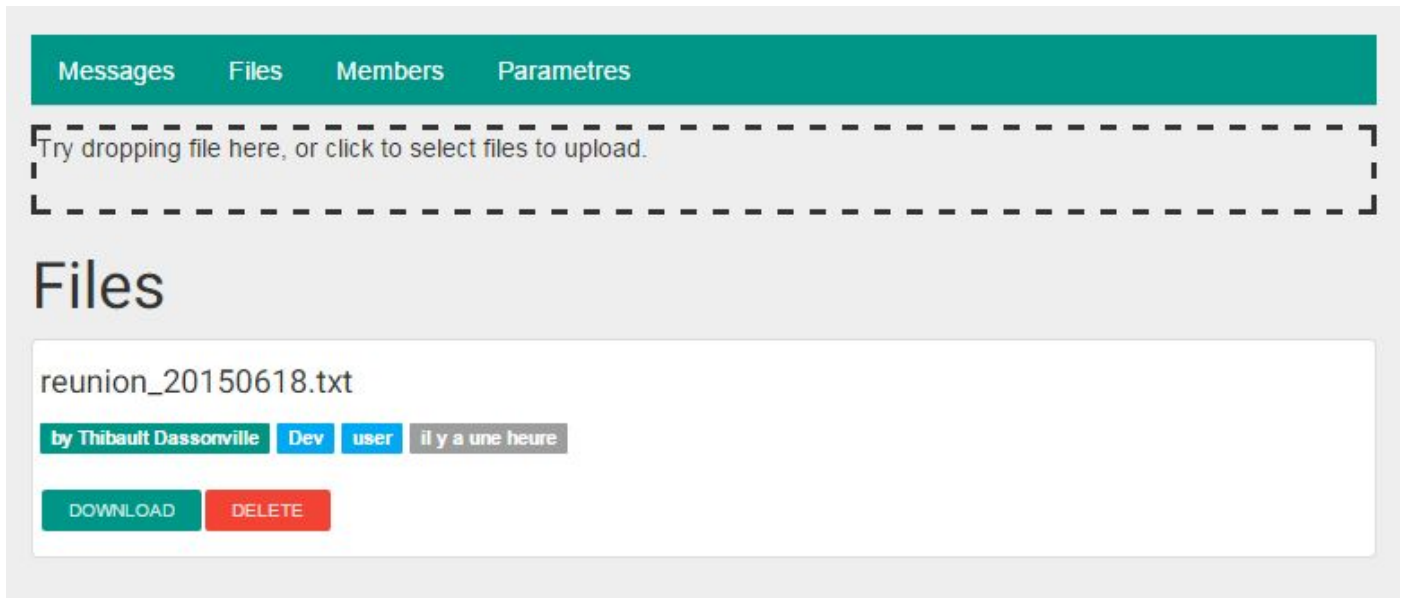 Messages Files Members Parametres
Try dropping file here, or click to select files to upload.
Files
reunion_20150618.txt
by Thibault Dassonville Dev user il y a une heure
DOWNLOAD DELETE